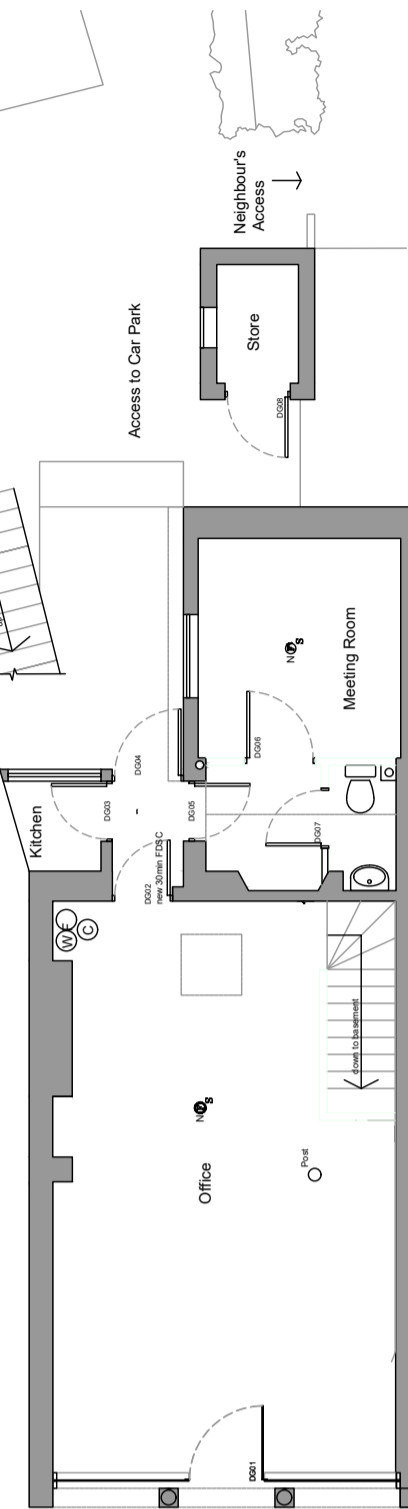 Neighbour's
Access
Access to Car Park
Store
DG08
Kitchen
DG03
DG04
DG05
DG06
DG07
DG02
new 30min FDSC
Meeting Room
W
F
C
down to basement
Office
Post
DG01